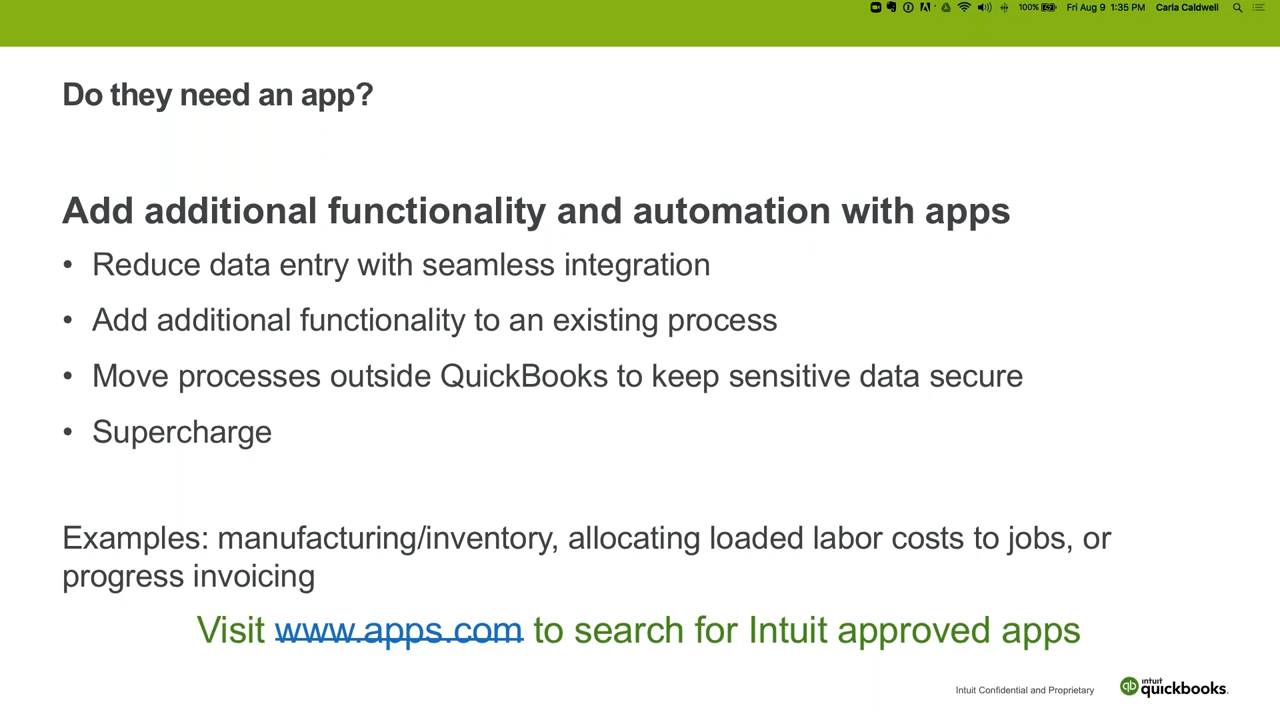 100% Fri Aug 9 1:35 PM Carla Caldwell
Do they need an app?
Add additional functionality and automation with apps
• Reduce data entry with seamless integration
• Add additional functionality to an existing process
• Move processes outside QuickBooks to keep sensitive data secure
• Supercharge
Examples: manufacturing/inventory, allocating loaded labor costs to jobs, or
progress invoicing
Visit www.apps.com to search for Intuit approved apps
Intuit Confidential and Proprietary
qb intuit quickbooks.